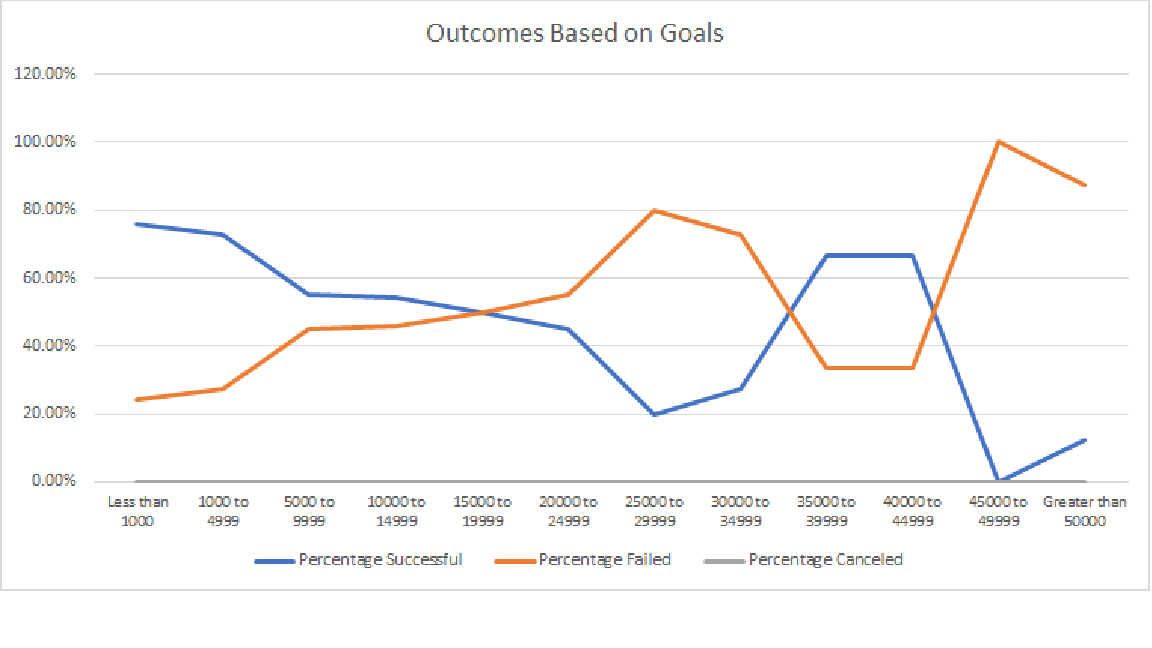 Outcomes Based on Goals
120.00%
100.00%
80.00%
60.00%
40.00%
20.00%
0.00%
Less than 1000
1000 to 4999
5000 to 9999
10000 to 14999
15000 to 19999
20000 to 24999
25000 to 29999
30000 to 34999
35000 to 39999
40000 to 44999
45000 to 49999
Greater than 50000
Percentage Successful
Percentage Failed
Percentage Canceled